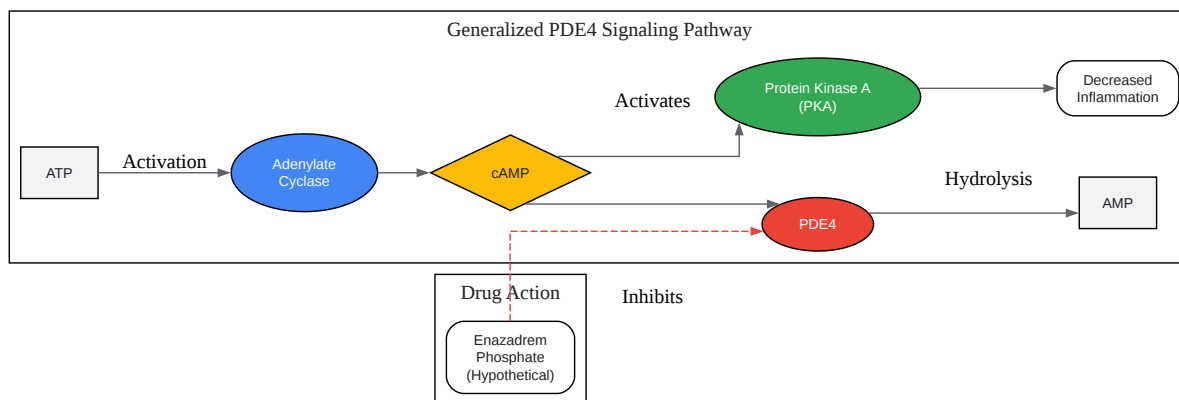 Generalized PDE4 Signaling Pathway
Protein Kinase A
(PKA)
Decreased
Inflammation
Activates
ATP
Activation
Adenylate
Cyclase
cAMP
Hydrolysis
PDE4
AMP
Drug Action
Inhibits
Enazadrem
Phosphate
(Hypothetical)